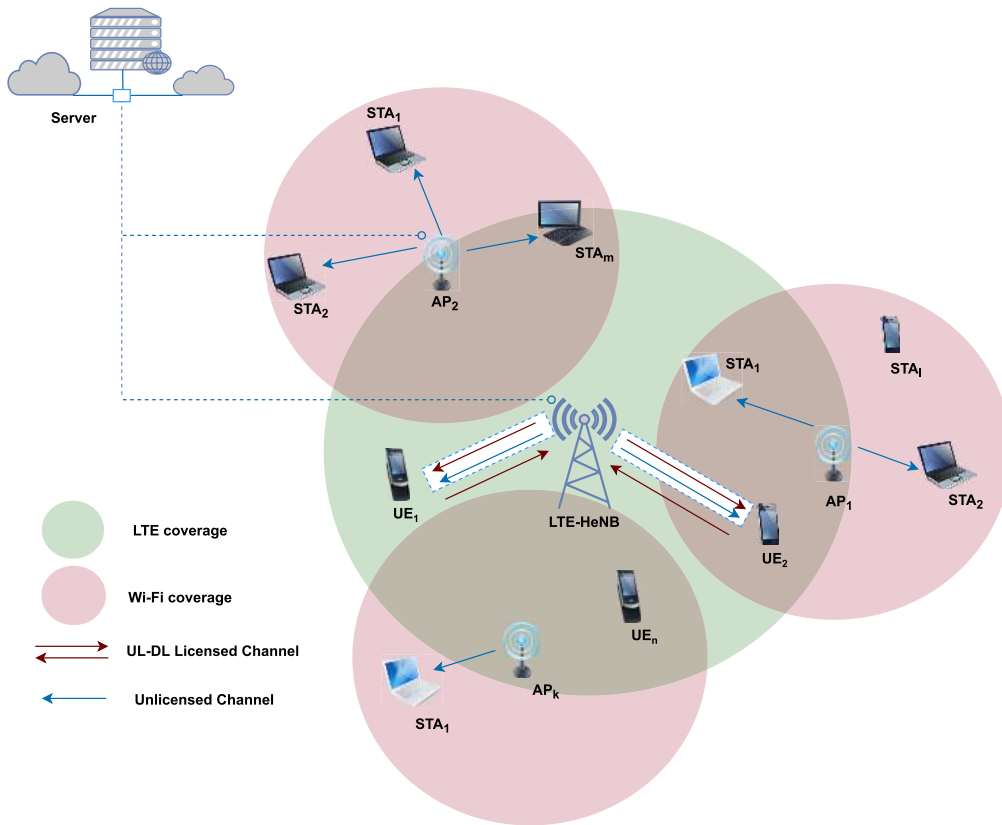 Server
STA1
STAm
STA2
AP2
STAl
STA1
AP1
STA2
UE1
LTE-HeNB
UE2
LTE coverage
Wi-Fi coverage
UEn
UL-DL Licensed Channel
APk
STA1
Unlicensed Channel